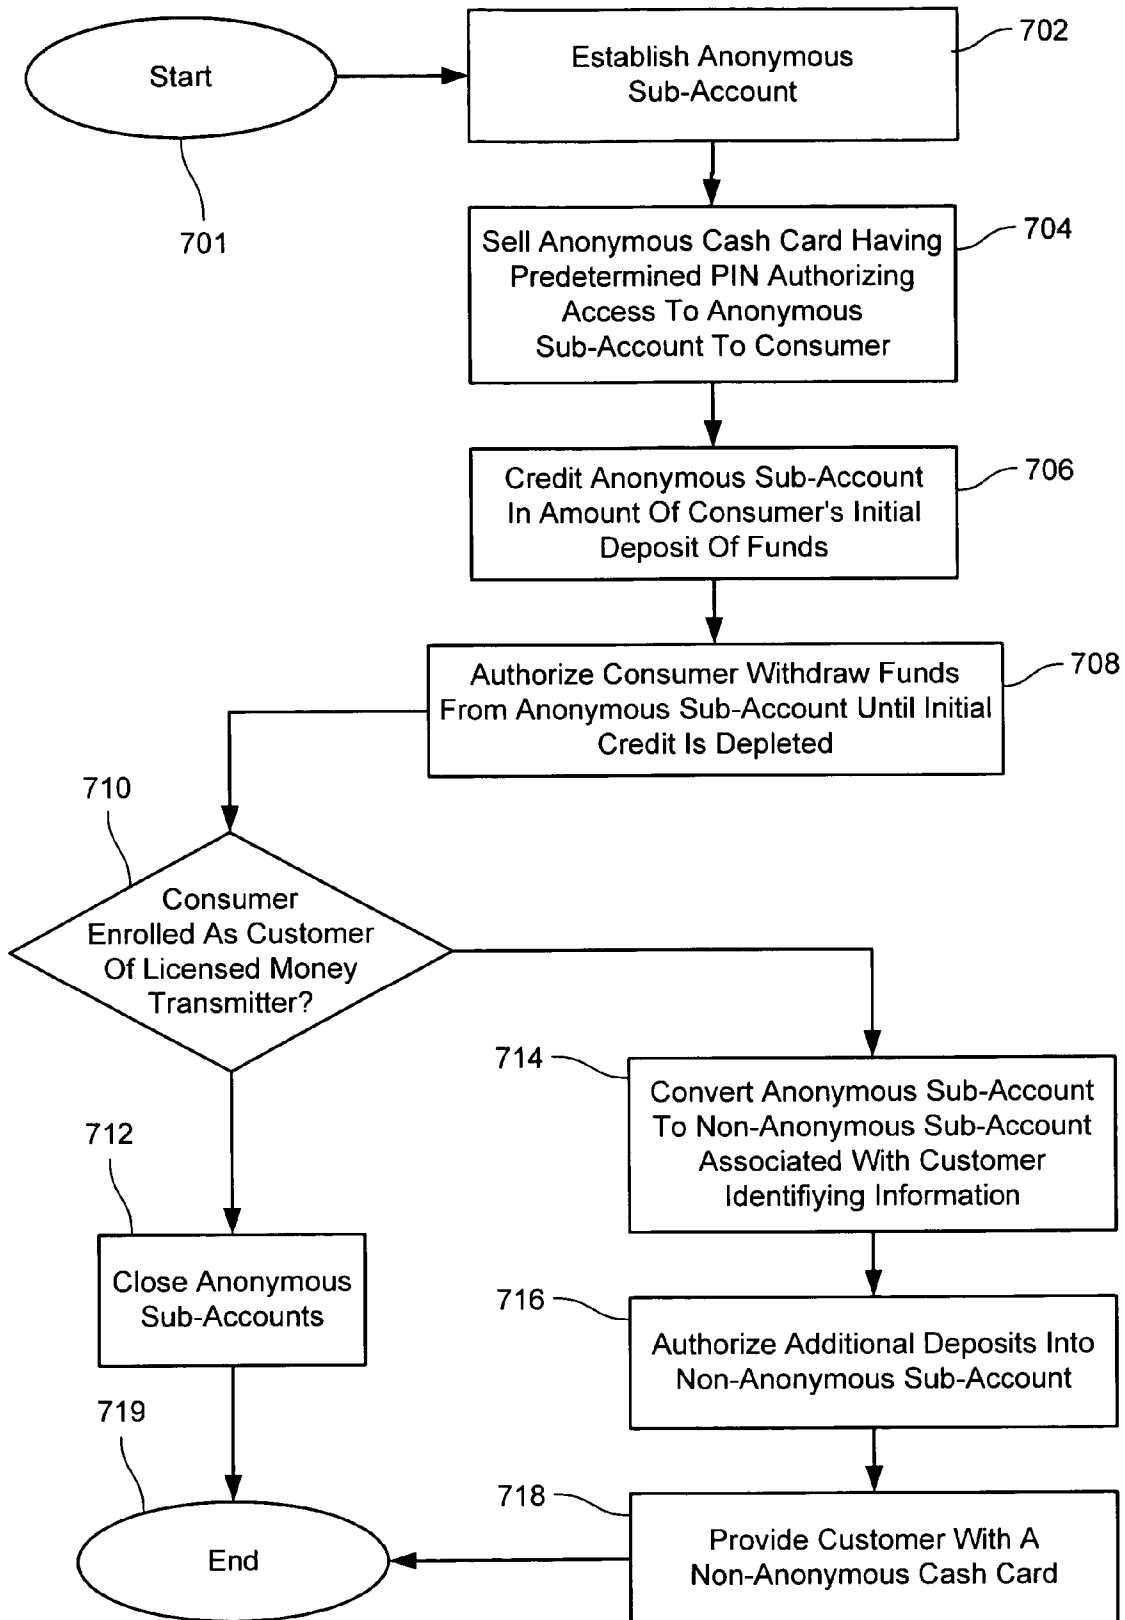 Start
701
702
Establish Anonymous
Sub-Account
704
Sell Anonymous Cash Card Having
Predetermined PIN Authorizing
Access To Anonymous
Sub-Account To Consumer
706
Credit Anonymous Sub-Account
In Amount Of Consumer's Initial
Deposit Of Funds
708
Authorize Consumer Withdraw Funds
From Anonymous Sub-Account Until Initial
Credit Is Depleted
710
Consumer
Enrolled As Customer
Of Licensed Money
Transmitter?
712
Close Anonymous
Sub-Accounts
714
Convert Anonymous Sub-Account
To Non-Anonymous Sub-Account
Associated With Customer
Identifiying Information
716
Authorize Additional Deposits Into
Non-Anonymous Sub-Account
718
Provide Customer With A
Non-Anonymous Cash Card
719
End